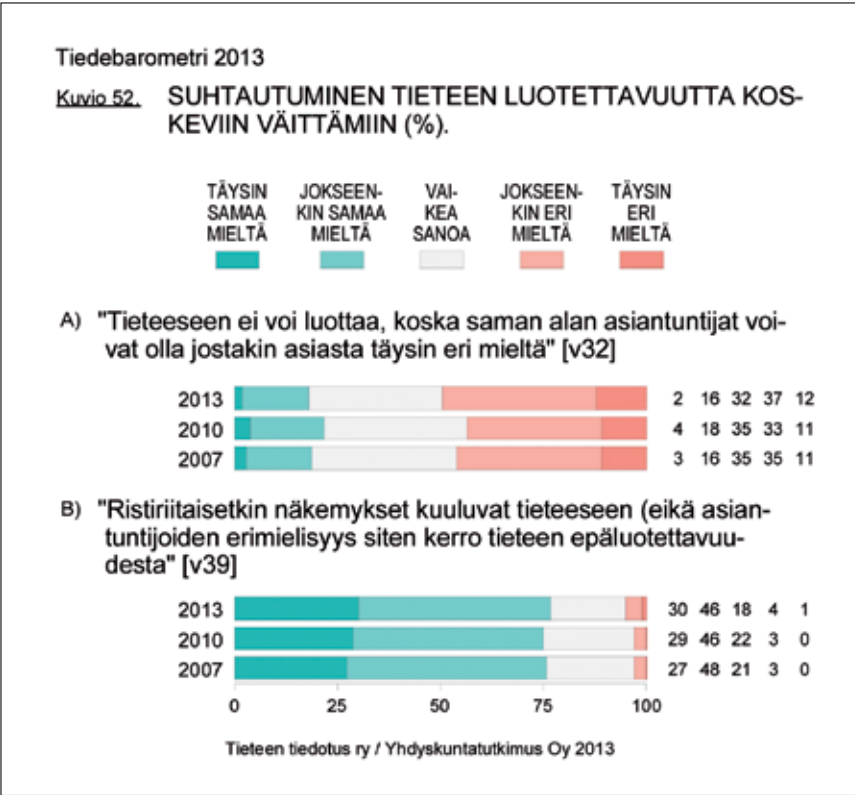 Tiedebarometri 2013
Kuvio 52. SUHTAUTUMINEN TIETEEN LUOTETTAVUUTTA KOS-
KEVIIN VÄITTÄMIIN (%).
TÄYSIN SAMAA MIELTÄ
JOKSEEN-KIN SAMAA MIELTÄ
VAI-KEA SANOA
JOKSEEN-KIN ERI MIELTÄ
TÄYSIN ERI MIELTÄ
A) "Tieteeseen ei voi luottaa, koska saman alan asiantuntijat voi-
vat olla jostakin asiasta täysin eri mieltä" [v32]
2013 2 16 32 37 12
2010 4 18 35 33 11
2007 3 16 35 35 11
B) "Ristiriitaisetkin näkemykset kuuluvat tieteeseen (eikä asian-
tuntijoiden erimielisyys siten kerro tieteen epäluotettavuu-
desta" [v39]
2013 30 46 18 4 1
2010 29 46 22 3 0
2007 27 48 21 3 0
0 25 50 75 100
Tieteen tiedotus ry / Yhdyskuntatutkimus Oy 2013